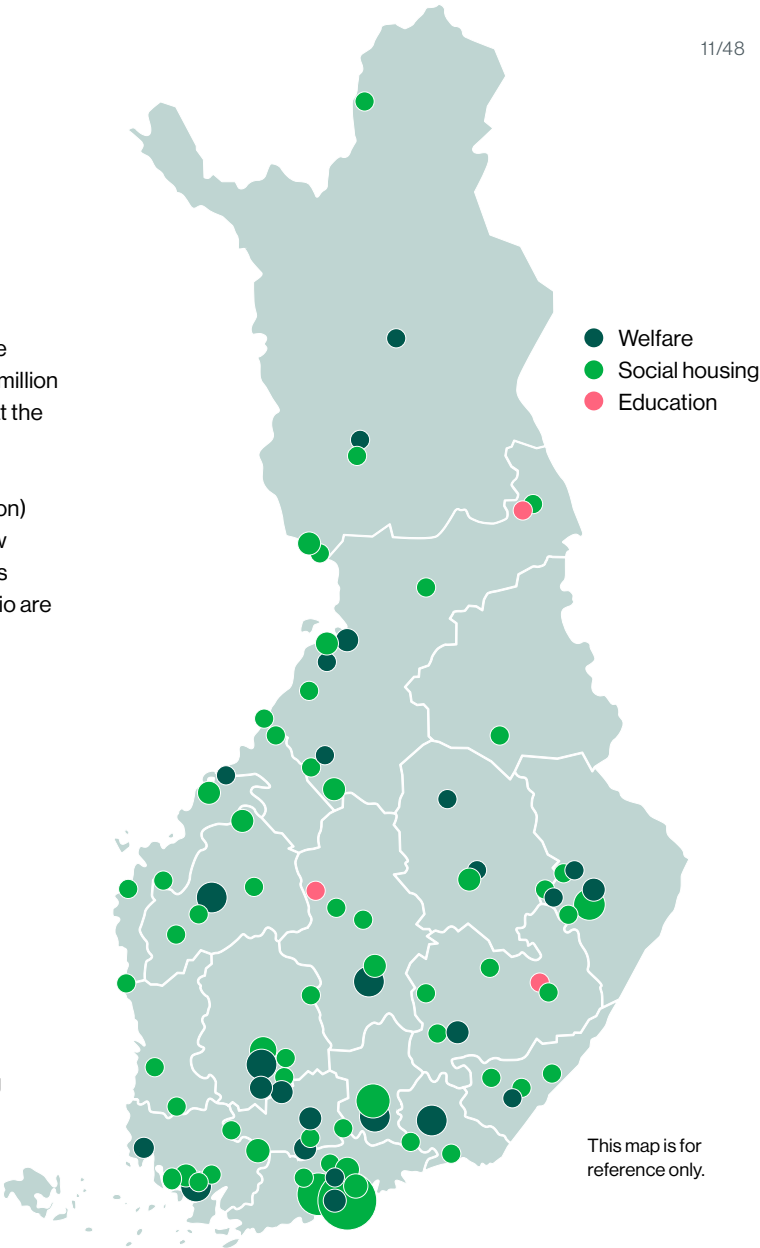 11/48
e
million
t the
on)
w
s
io are
Welfare
Social housing
Education
This map is for
reference only.